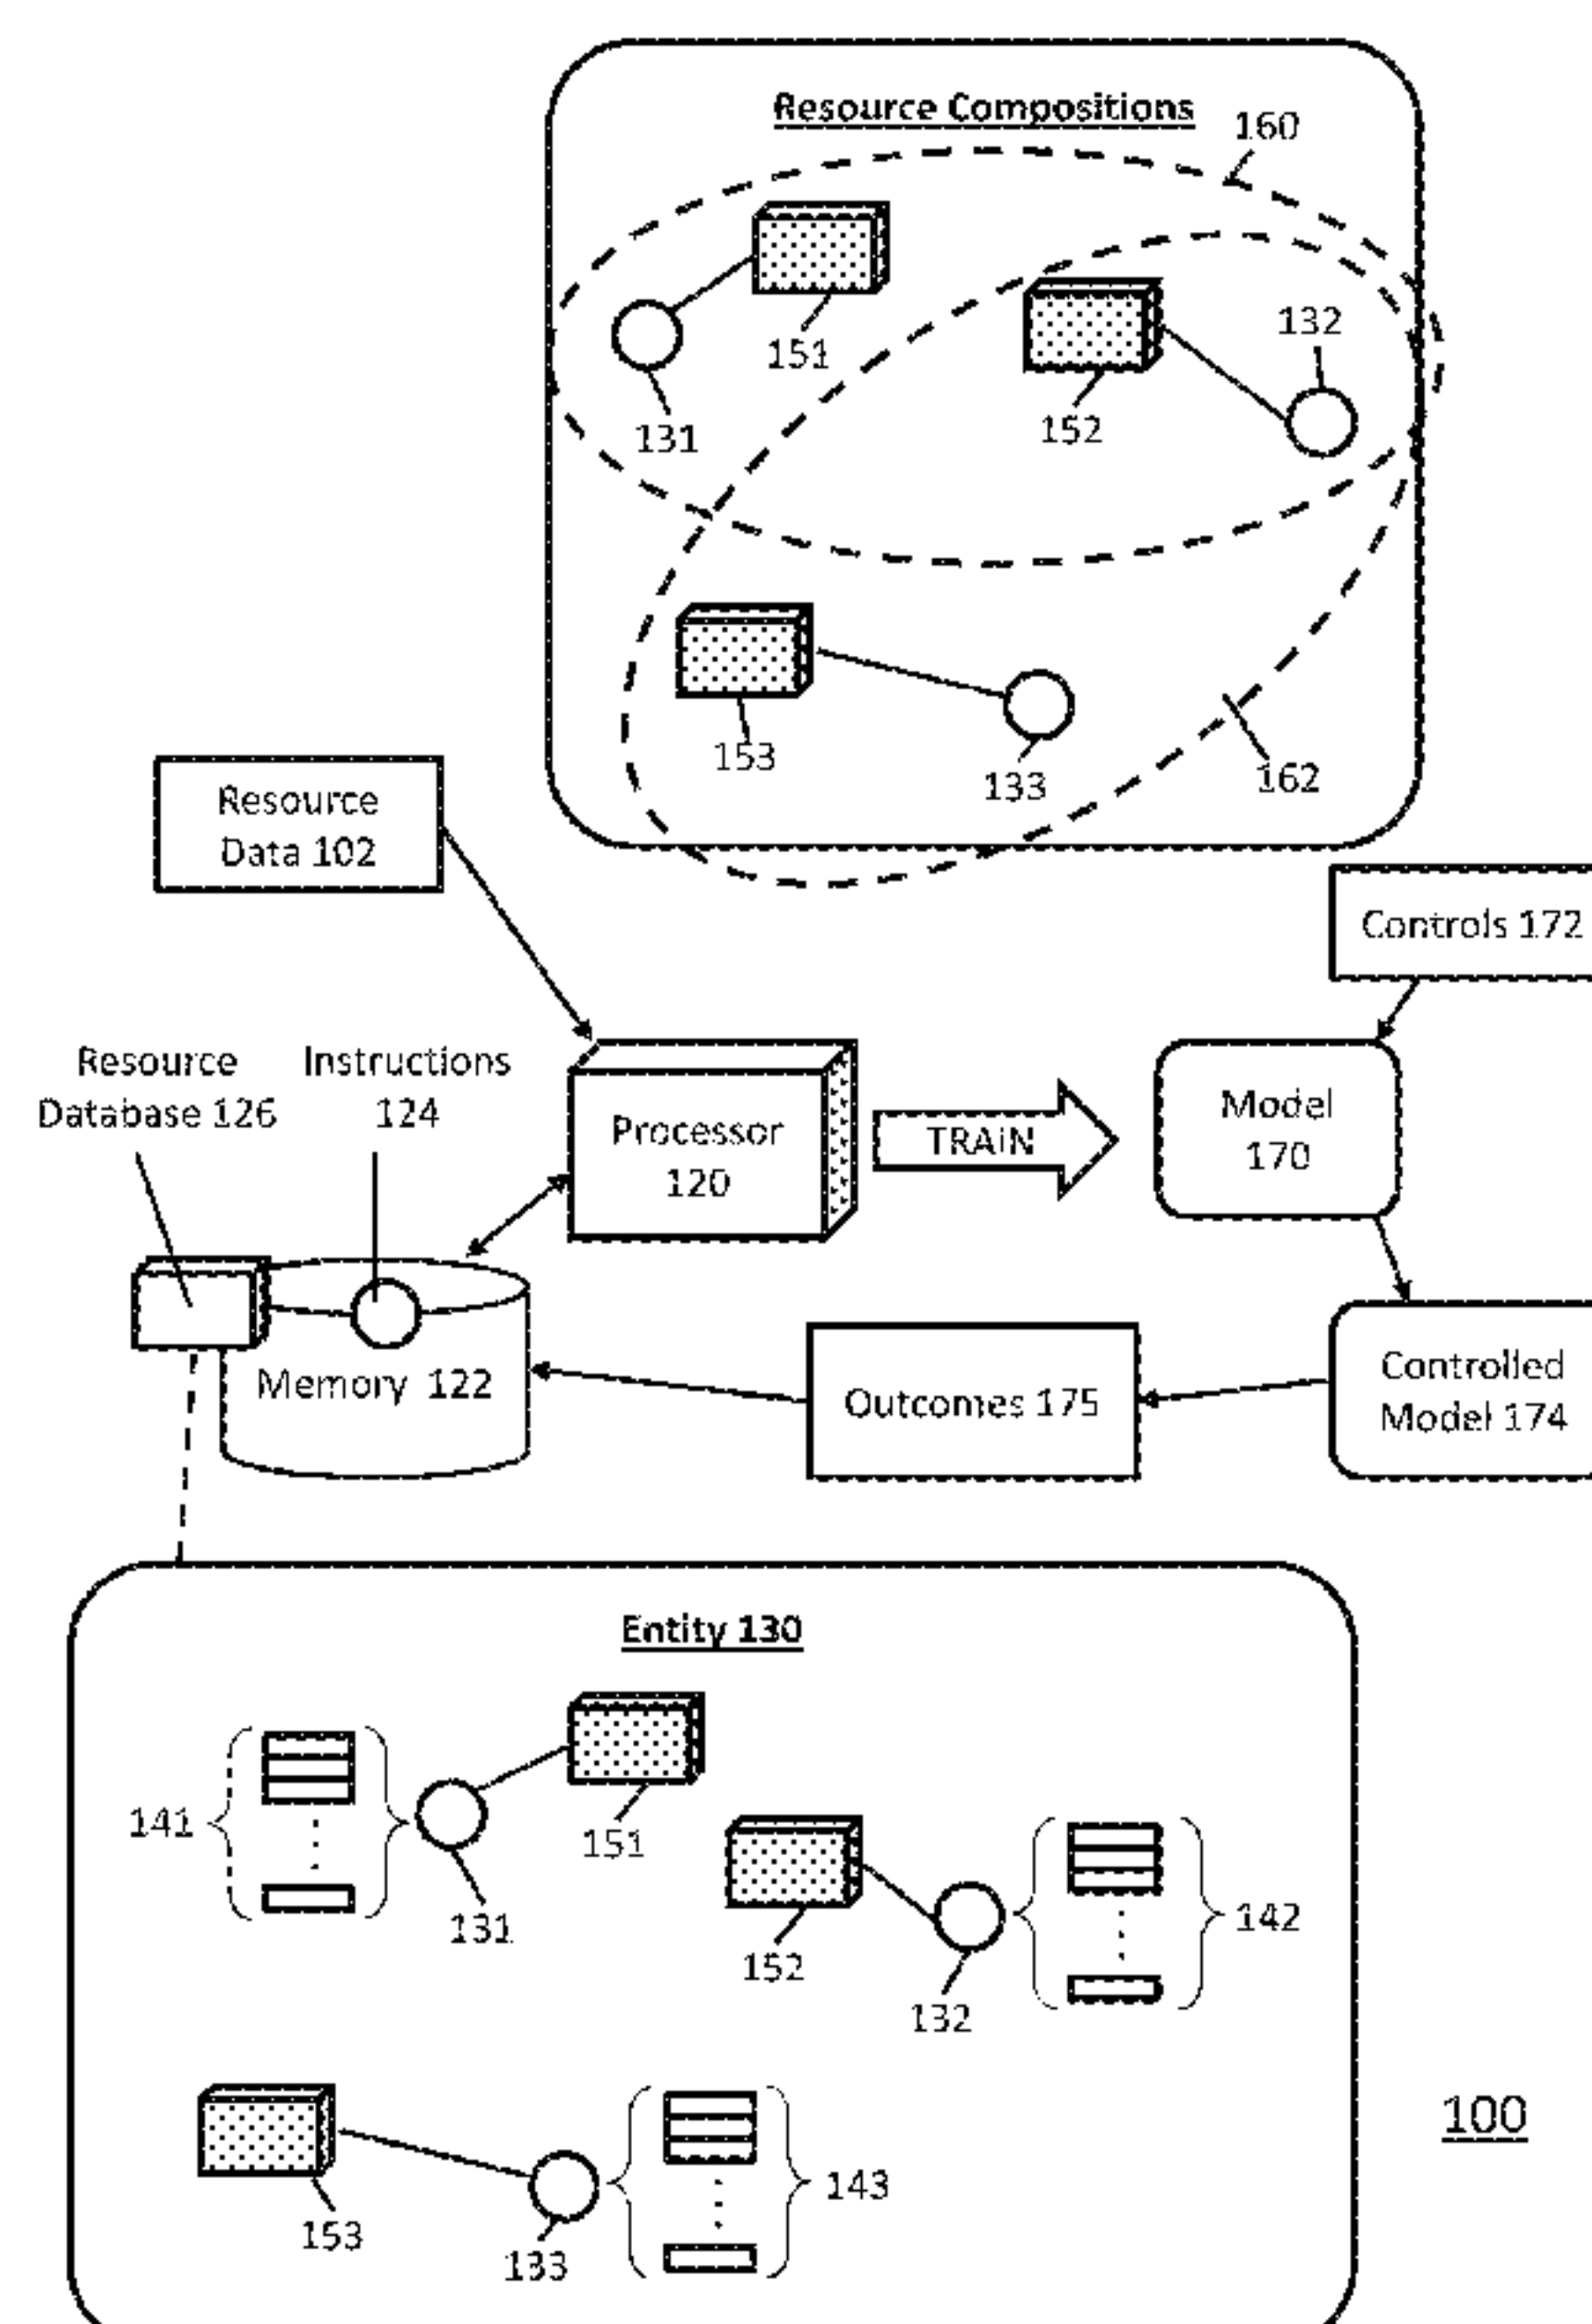 Resource Compositions
160
151
132
131
152
153
133
162
Resource
Data 102
Controls 172
Resource
Database 126
Instructions
124
Processor
120
TRAIN
Model
170
Memory 122
Outcomes 175
Controlled
Model 174
Entity 130
141
151
131
142
152
132
100
143
153
133